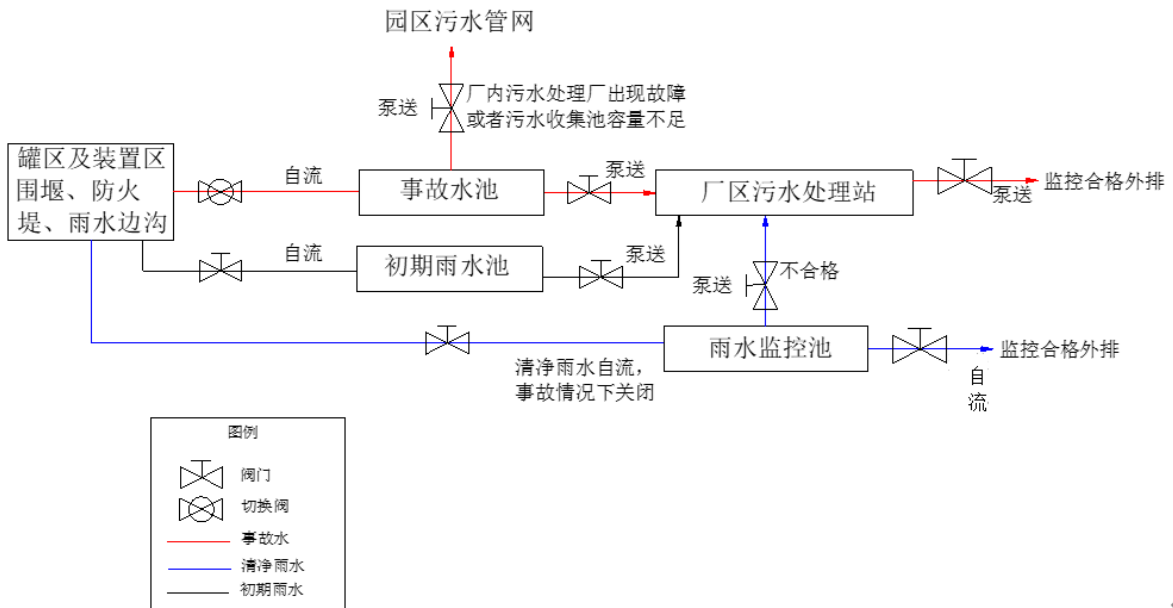 园区污水管网
泵送
厂内污水处理厂出现故障
或者污水收集池容量不足
罐区及装置区
围堰、防火
堤、雨水边沟
自流
事故水池
泵送
厂区污水处理站
泵送
监控合格外排
自流
初期雨水池
泵送
泵送
不合格
清净雨水自流，
事故情况下关闭
雨水监控池
监控合格外排
自
流
图例
阀门
切换阀
事故水
清净雨水
初期雨水